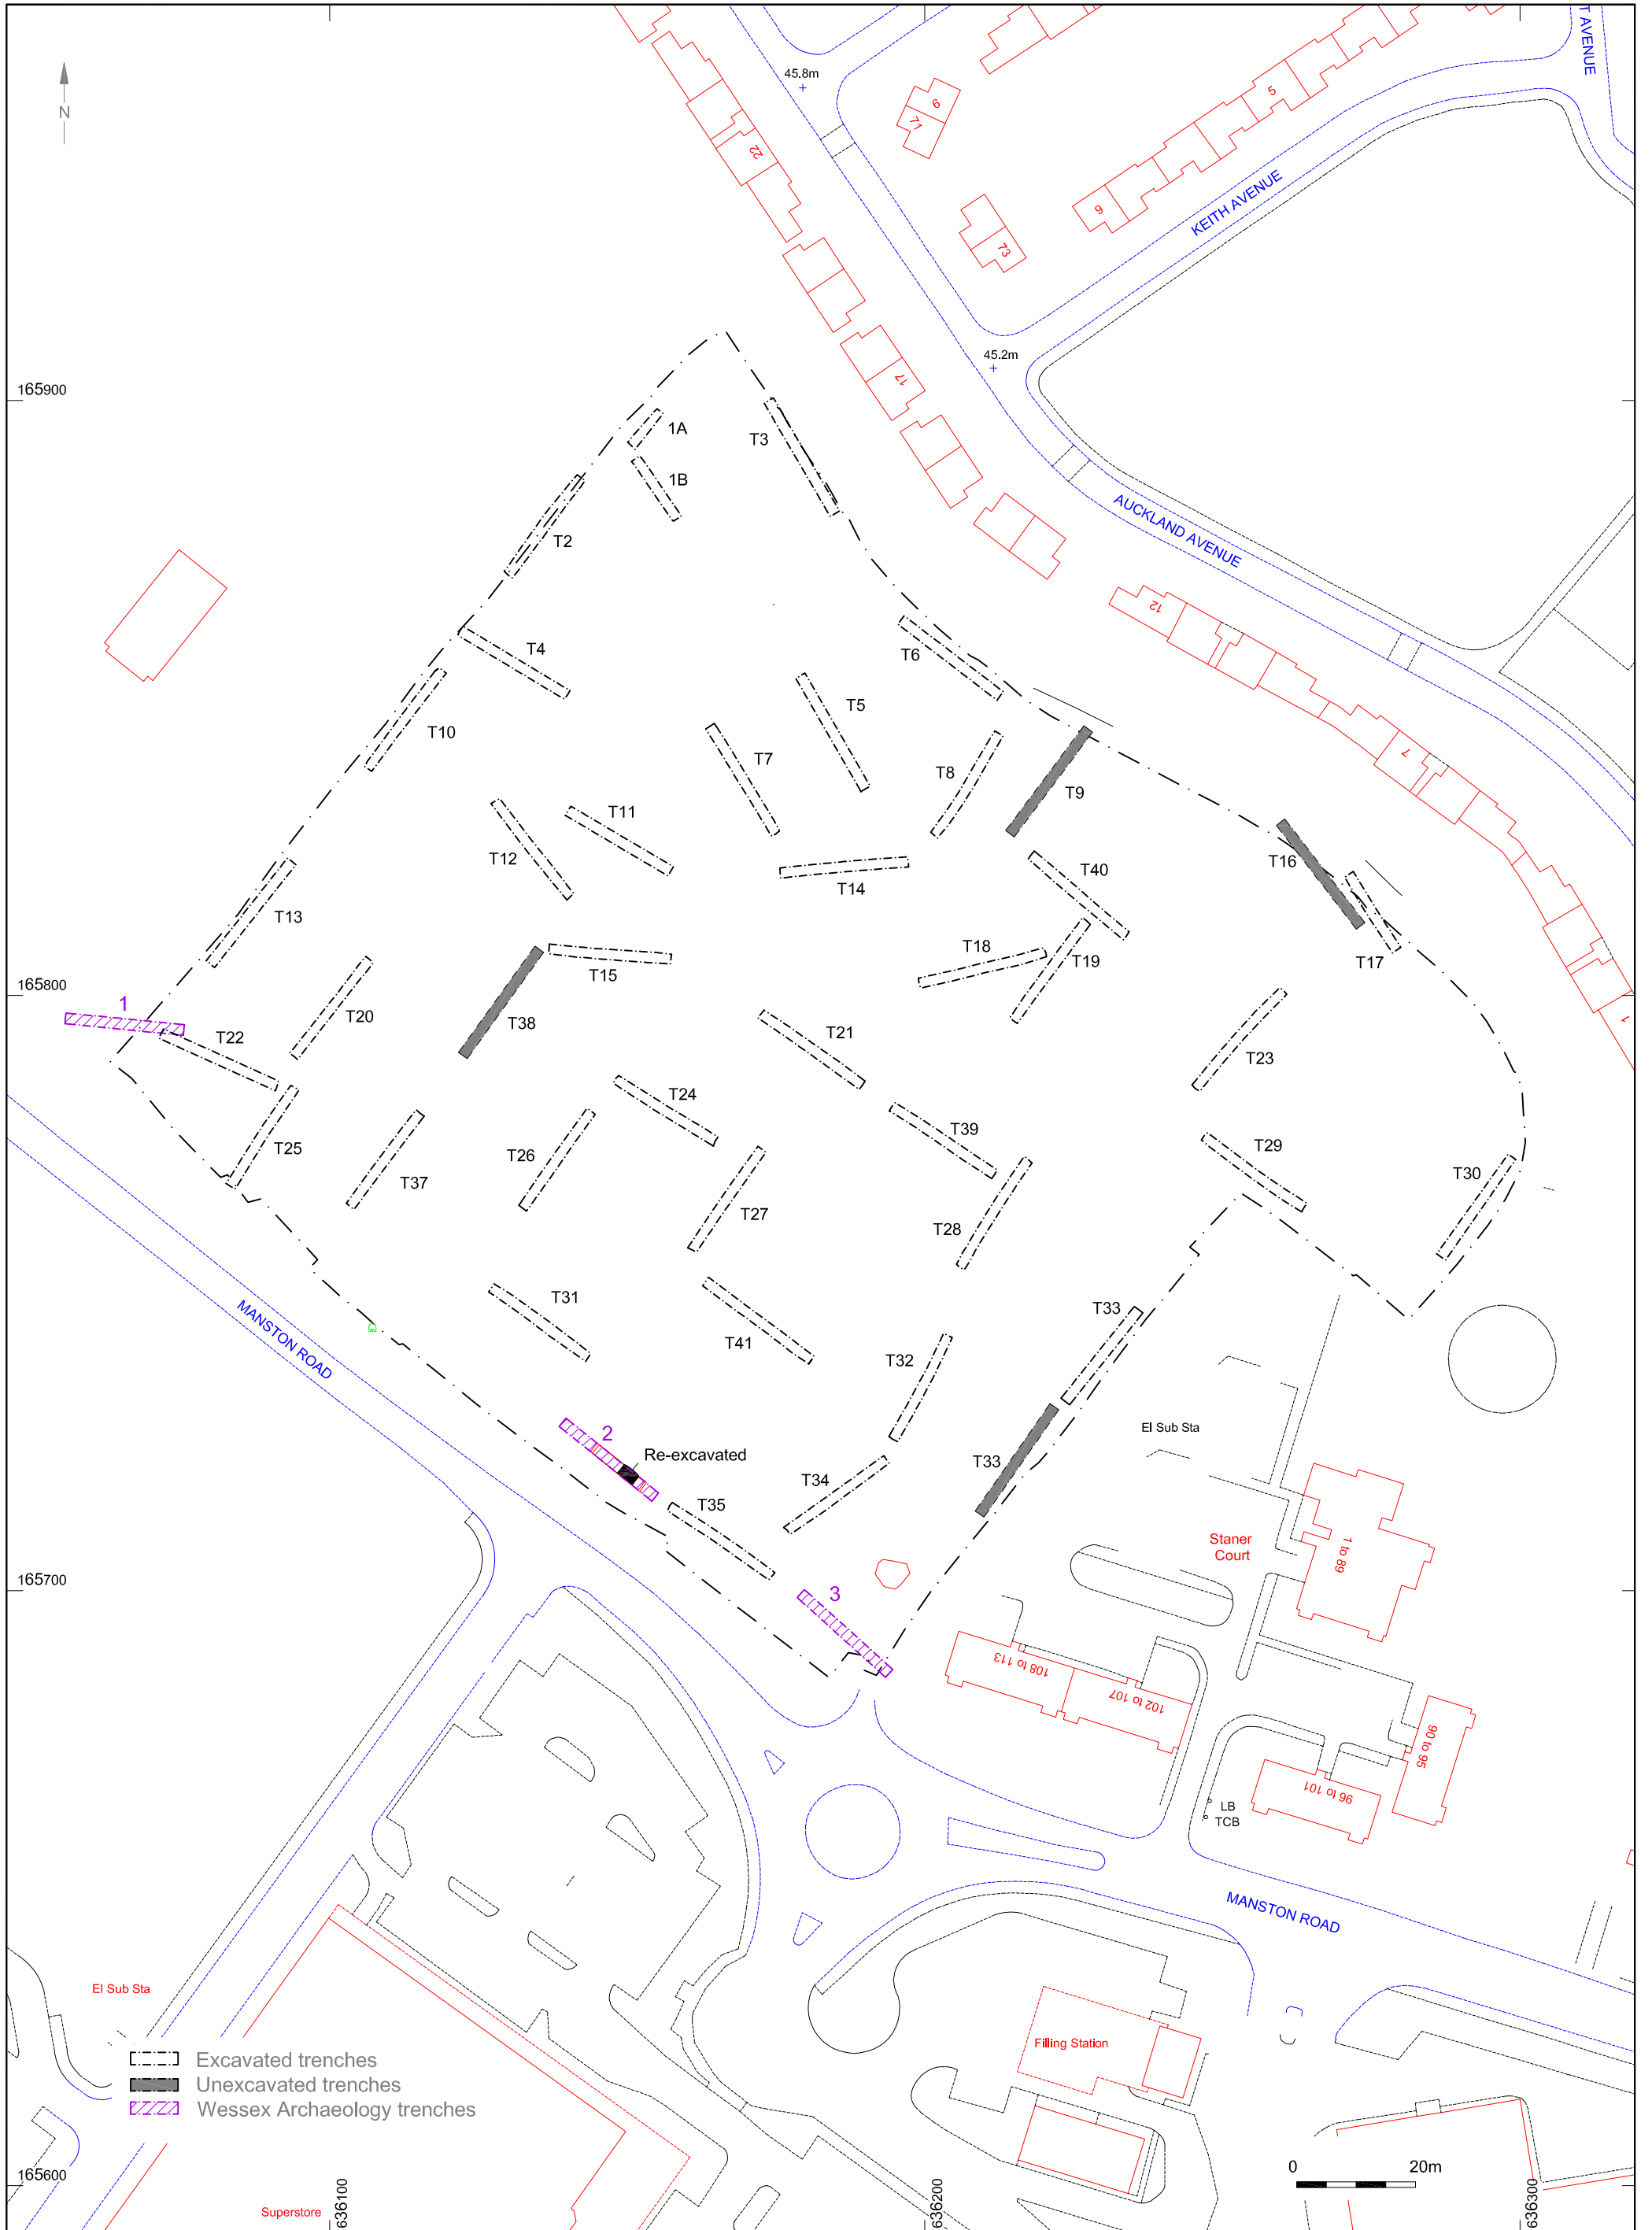 T AVENUE
45.8m
N
5
6
71
22
KEITH AVENUE
9
73
45.2m
17
165900
1A
T3
1B
AUCKLAND AVENUE
T2
12
T4
T6
T5
T10
T7
T8
7
T9
T11
T12
T16
T40
T14
T13
T18
T17
T15
T19
165800
1
1
T20
T38
T21
T22
T23
T24
T39
T25
T26
T29
T37
T30
T27
T28
T31
T33
MANSTON ROAD
T41
T32
El Sub Sta
2
Re-excavated
T33
T34
T35
Staner
Court
1 to 89
165700
3
108 to 113
102 to 107
90 to 95
96 to 101
LB
TCB
MANSTON ROAD
El Sub Sta
Filling Station
Excavated trenches
Unexcavated trenches
Wessex Archaeology trenches
0 20m
165600
Superstore
636100
636200
636300